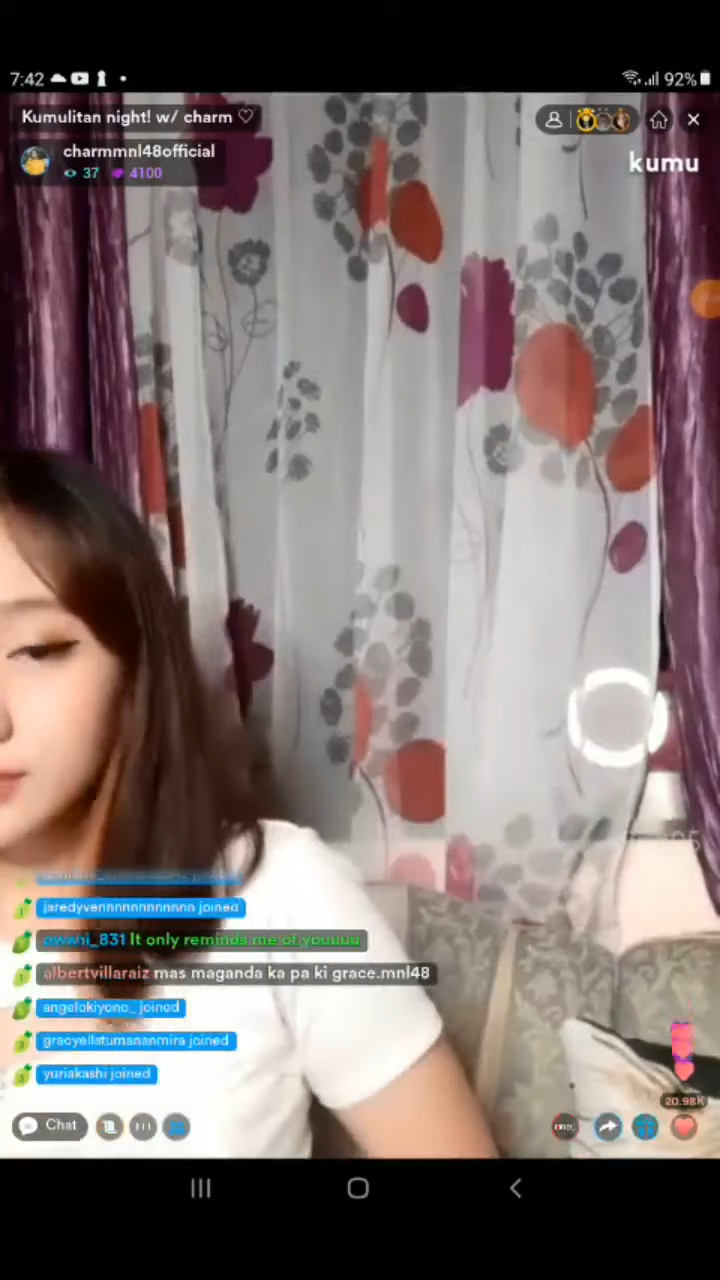 7:42
92%
Kumulitan night! w/ charm ♡
charmmnl48official
37 4100
kumu
jaredyvennnnnnnnnnnn joined
owwni_831 It only reminds me of youuuu
albertvillaraiz mas maganda ka pa ki grace.mnl48
angelokiyono_ joined
gracyellatumananmira joined
yuriakashi joined
20.98K
Chat